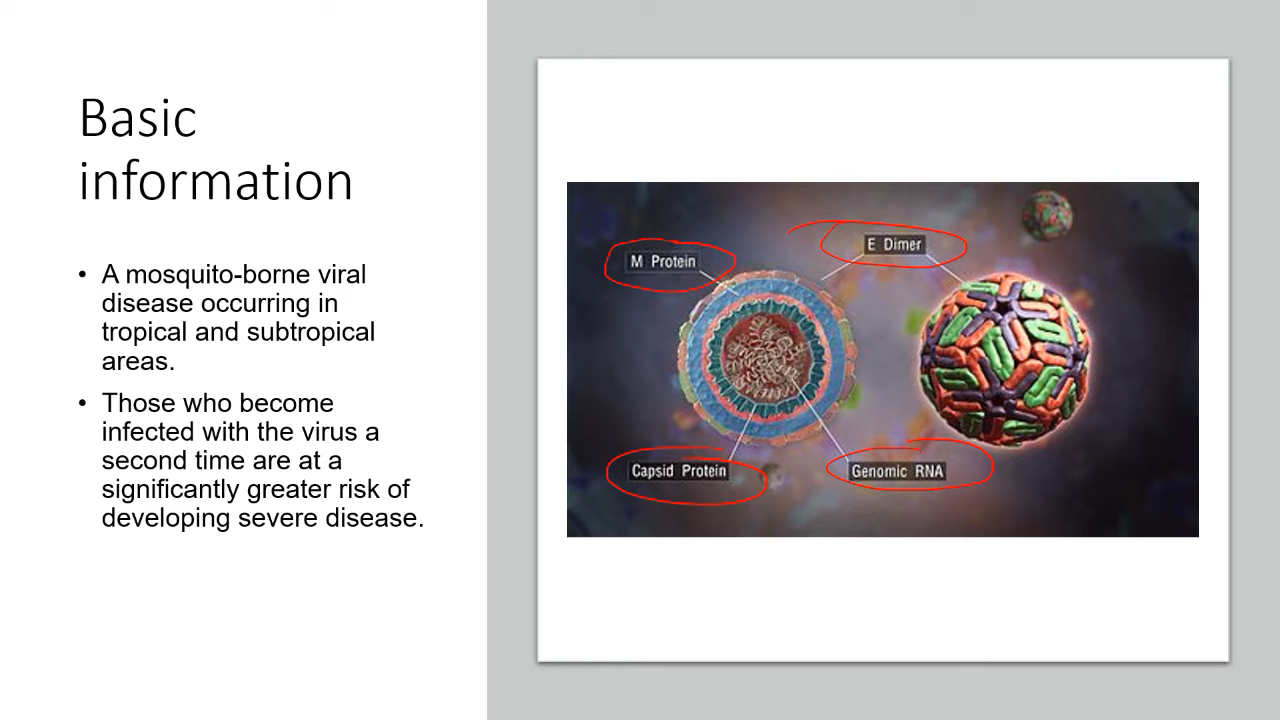 Basic
information
• A mosquito-borne viral
disease occurring in
tropical and subtropical
areas.
• Those who become
infected with the virus a
second time are at a
significantly greater risk of
developing severe disease.
E Dimer
M Protein
Capsid Protein
Genomic RNA